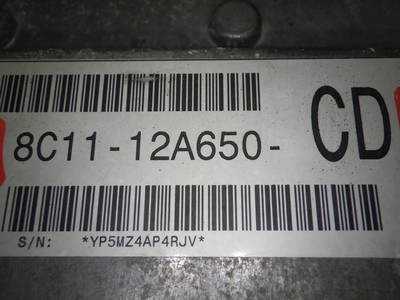 8C11-12A650- CD
S/N: *YP5MZ4AP4RJV*